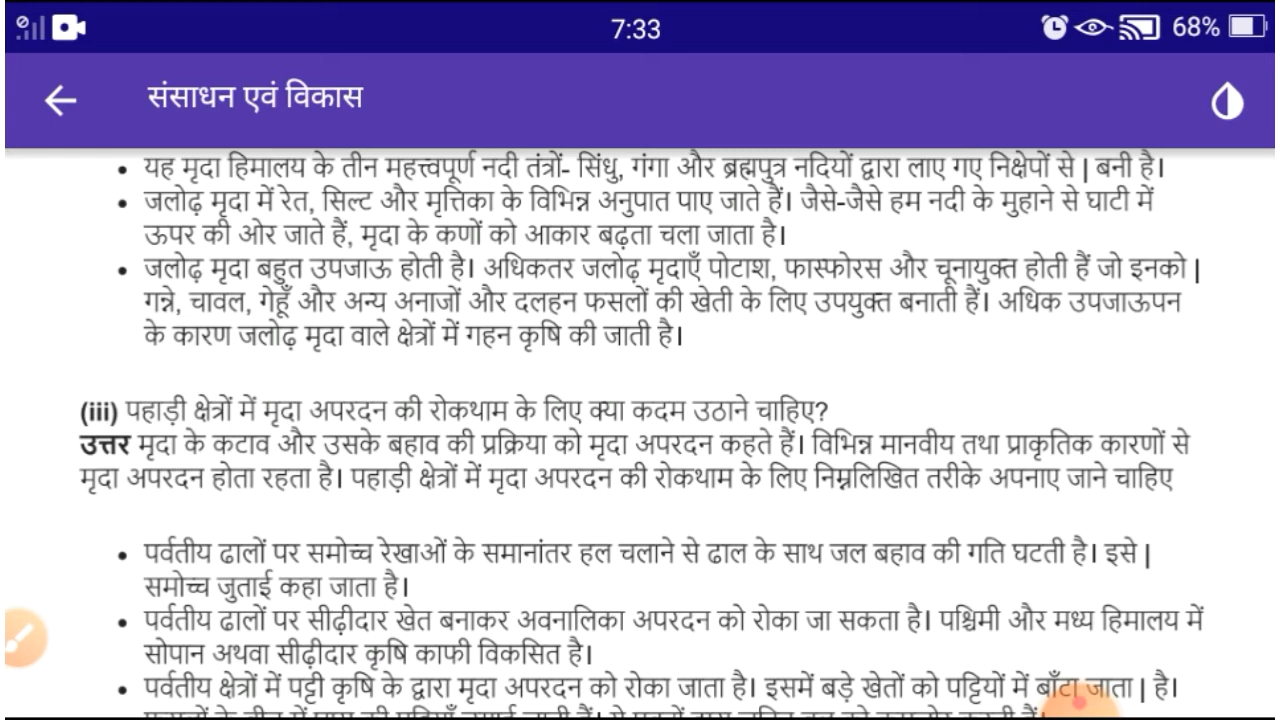 7:33
68%
संसाधन एवं विकास
• यह मृदा हिमालय के तीन महत्त्वपूर्ण नदी तंत्रों- सिंधु, गंगा और ब्रह्मपुत्र नदियों द्वारा लाए गए निक्षेपों से | बनी है।
• जलोढ़ मृदा में रेत, सिल्ट और मृत्तिका के विभिन्न अनुपात पाए जाते हैं। जैसे-जैसे हम नदी के मुहाने से घाटी में
ऊपर की ओर जाते हैं, मृदा के कणों को आकार बढ़ता चला जाता है।
• जलोढ़ मृदा बहुत उपजाऊ होती है। अधिकतर जलोढ़ मृदाएँ पोटाश, फास्फोरस और चूनायुक्त होती हैं जो इनको |
गन्ने, चावल, गेहूँ और अन्य अनाजों और दलहन फसलों की खेती के लिए उपयुक्त बनाती हैं। अधिक उपजाऊपन
के कारण जलोढ़ मृदा वाले क्षेत्रों में गहन कृषि की जाती है।
(iii) पहाड़ी क्षेत्रों में मृदा अपरदन की रोकथाम के लिए क्या कदम उठाने चाहिए?
उत्तर मृदा के कटाव और उसके बहाव की प्रक्रिया को मृदा अपरदन कहते हैं। विभिन्न मानवीय तथा प्राकृतिक कारणों से
मृदा अपरदन होता रहता है। पहाड़ी क्षेत्रों में मृदा अपरदन की रोकथाम के लिए निम्नलिखित तरीके अपनाए जाने चाहिए
• पर्वतीय ढालों पर समोच्च रेखाओं के समानांतर हल चलाने से ढाल के साथ जल बहाव की गति घटती है। इसे |
समोच्च जुताई कहा जाता है।
• पर्वतीय ढालों पर सीढ़ीदार खेत बनाकर अवनालिका अपरदन को रोका जा सकता है। पश्चिमी और मध्य हिमालय में
सोपान अथवा सीढ़ीदार कृषि काफी विकसित है।
• पर्वतीय क्षेत्रों में पट्टी कृषि के द्वारा मृदा अपरदन को रोका जाता है। इसमें बड़े खेतों को पट्टियों में बाँटा जाता | है।